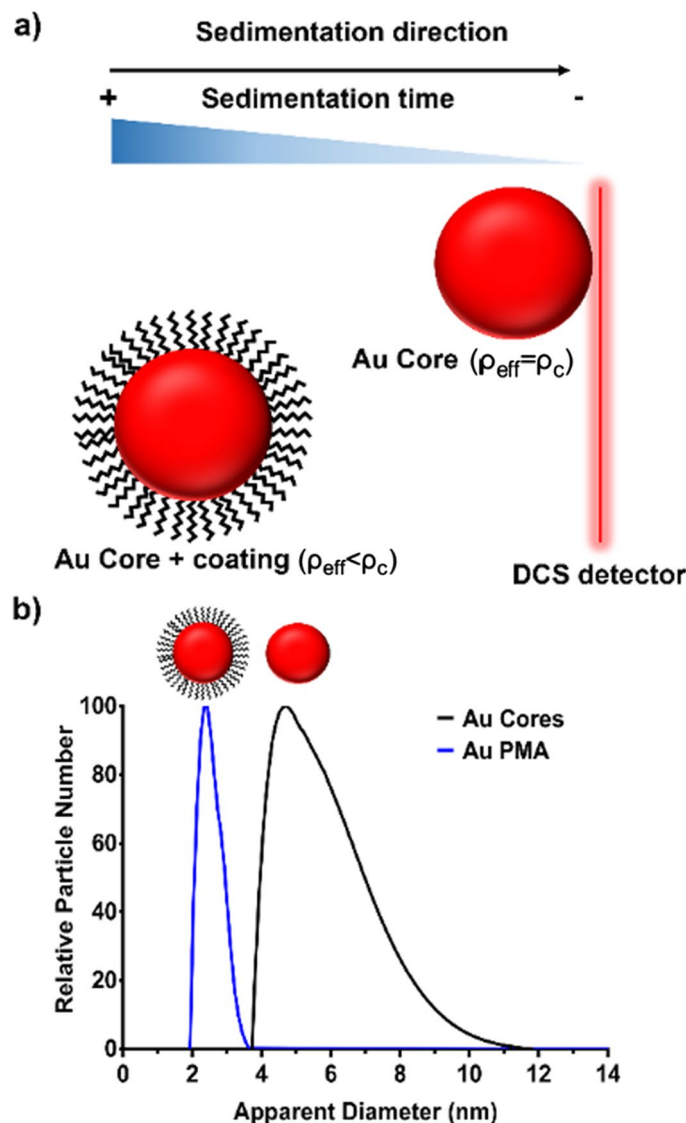 a)
Sedimentation direction
+ Sedimentation time -
Au Core (ρeff=ρc)
Au Core + coating (ρeff<ρc)
DCS detector
b)
Relative Particle Number
100
80
60
40
20
0
Au Cores
Au PMA
0 2 4 6 8 10 12 14
Apparent Diameter (nm)